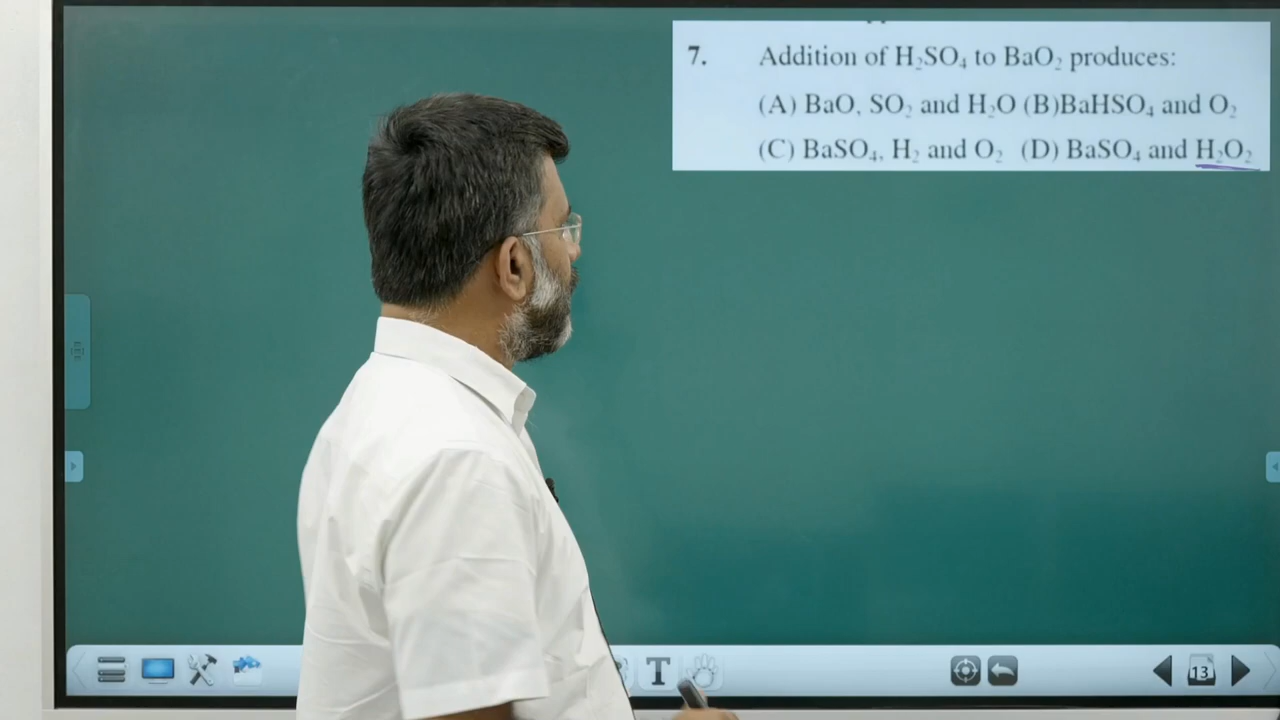 7. Addition of H₂SO₄ to BaO₂ produces:
(A) BaO, SO₂ and H₂O (B)BaHSO₄ and O₂
(C) BaSO₄, H₂ and O₂ (D) BaSO₄ and H₂O₂
T
13